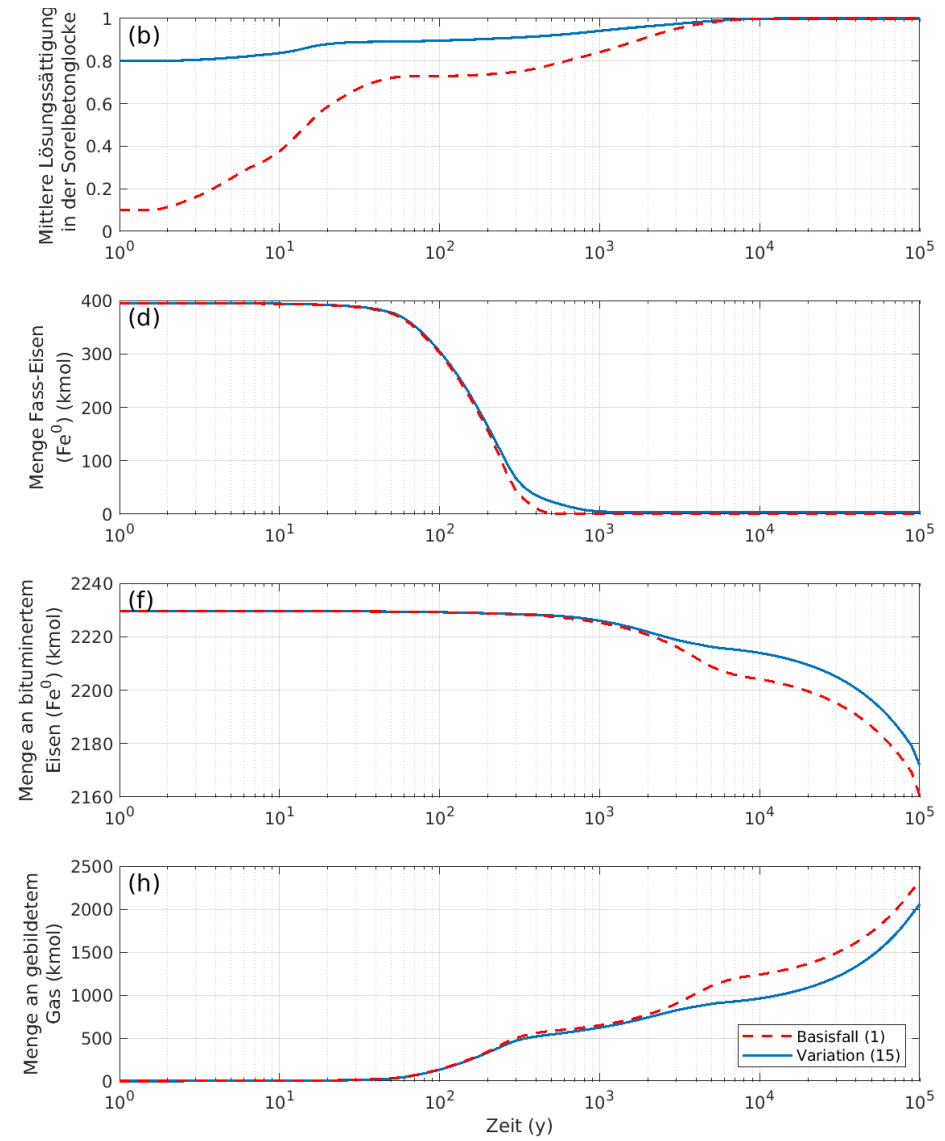 (b)
Mittlere Lösungssättigung
in der Sorelbetonglocke
1
0.8
0.6
0.4
0.2
0
10^0 10^1 10^2 10^3 10^4 10^5
(d)
Menge Fass-Eisen
(Fe^0) (kmol)
400
300
200
100
0
10^0 10^1 10^2 10^3 10^4 10^5
(f)
Menge an bituminertem
Eisen (Fe^0) (kmol)
2240
2220
2200
2180
2160
10^0 10^1 10^2 10^3 10^4 10^5
(h)
Menge an gebildetem
Gas (kmol)
2500
2000
1500
1000
500
0
Basisfall (1)
Variation (15)
10^0 10^1 10^2 10^3 10^4 10^5
Zeit (y)